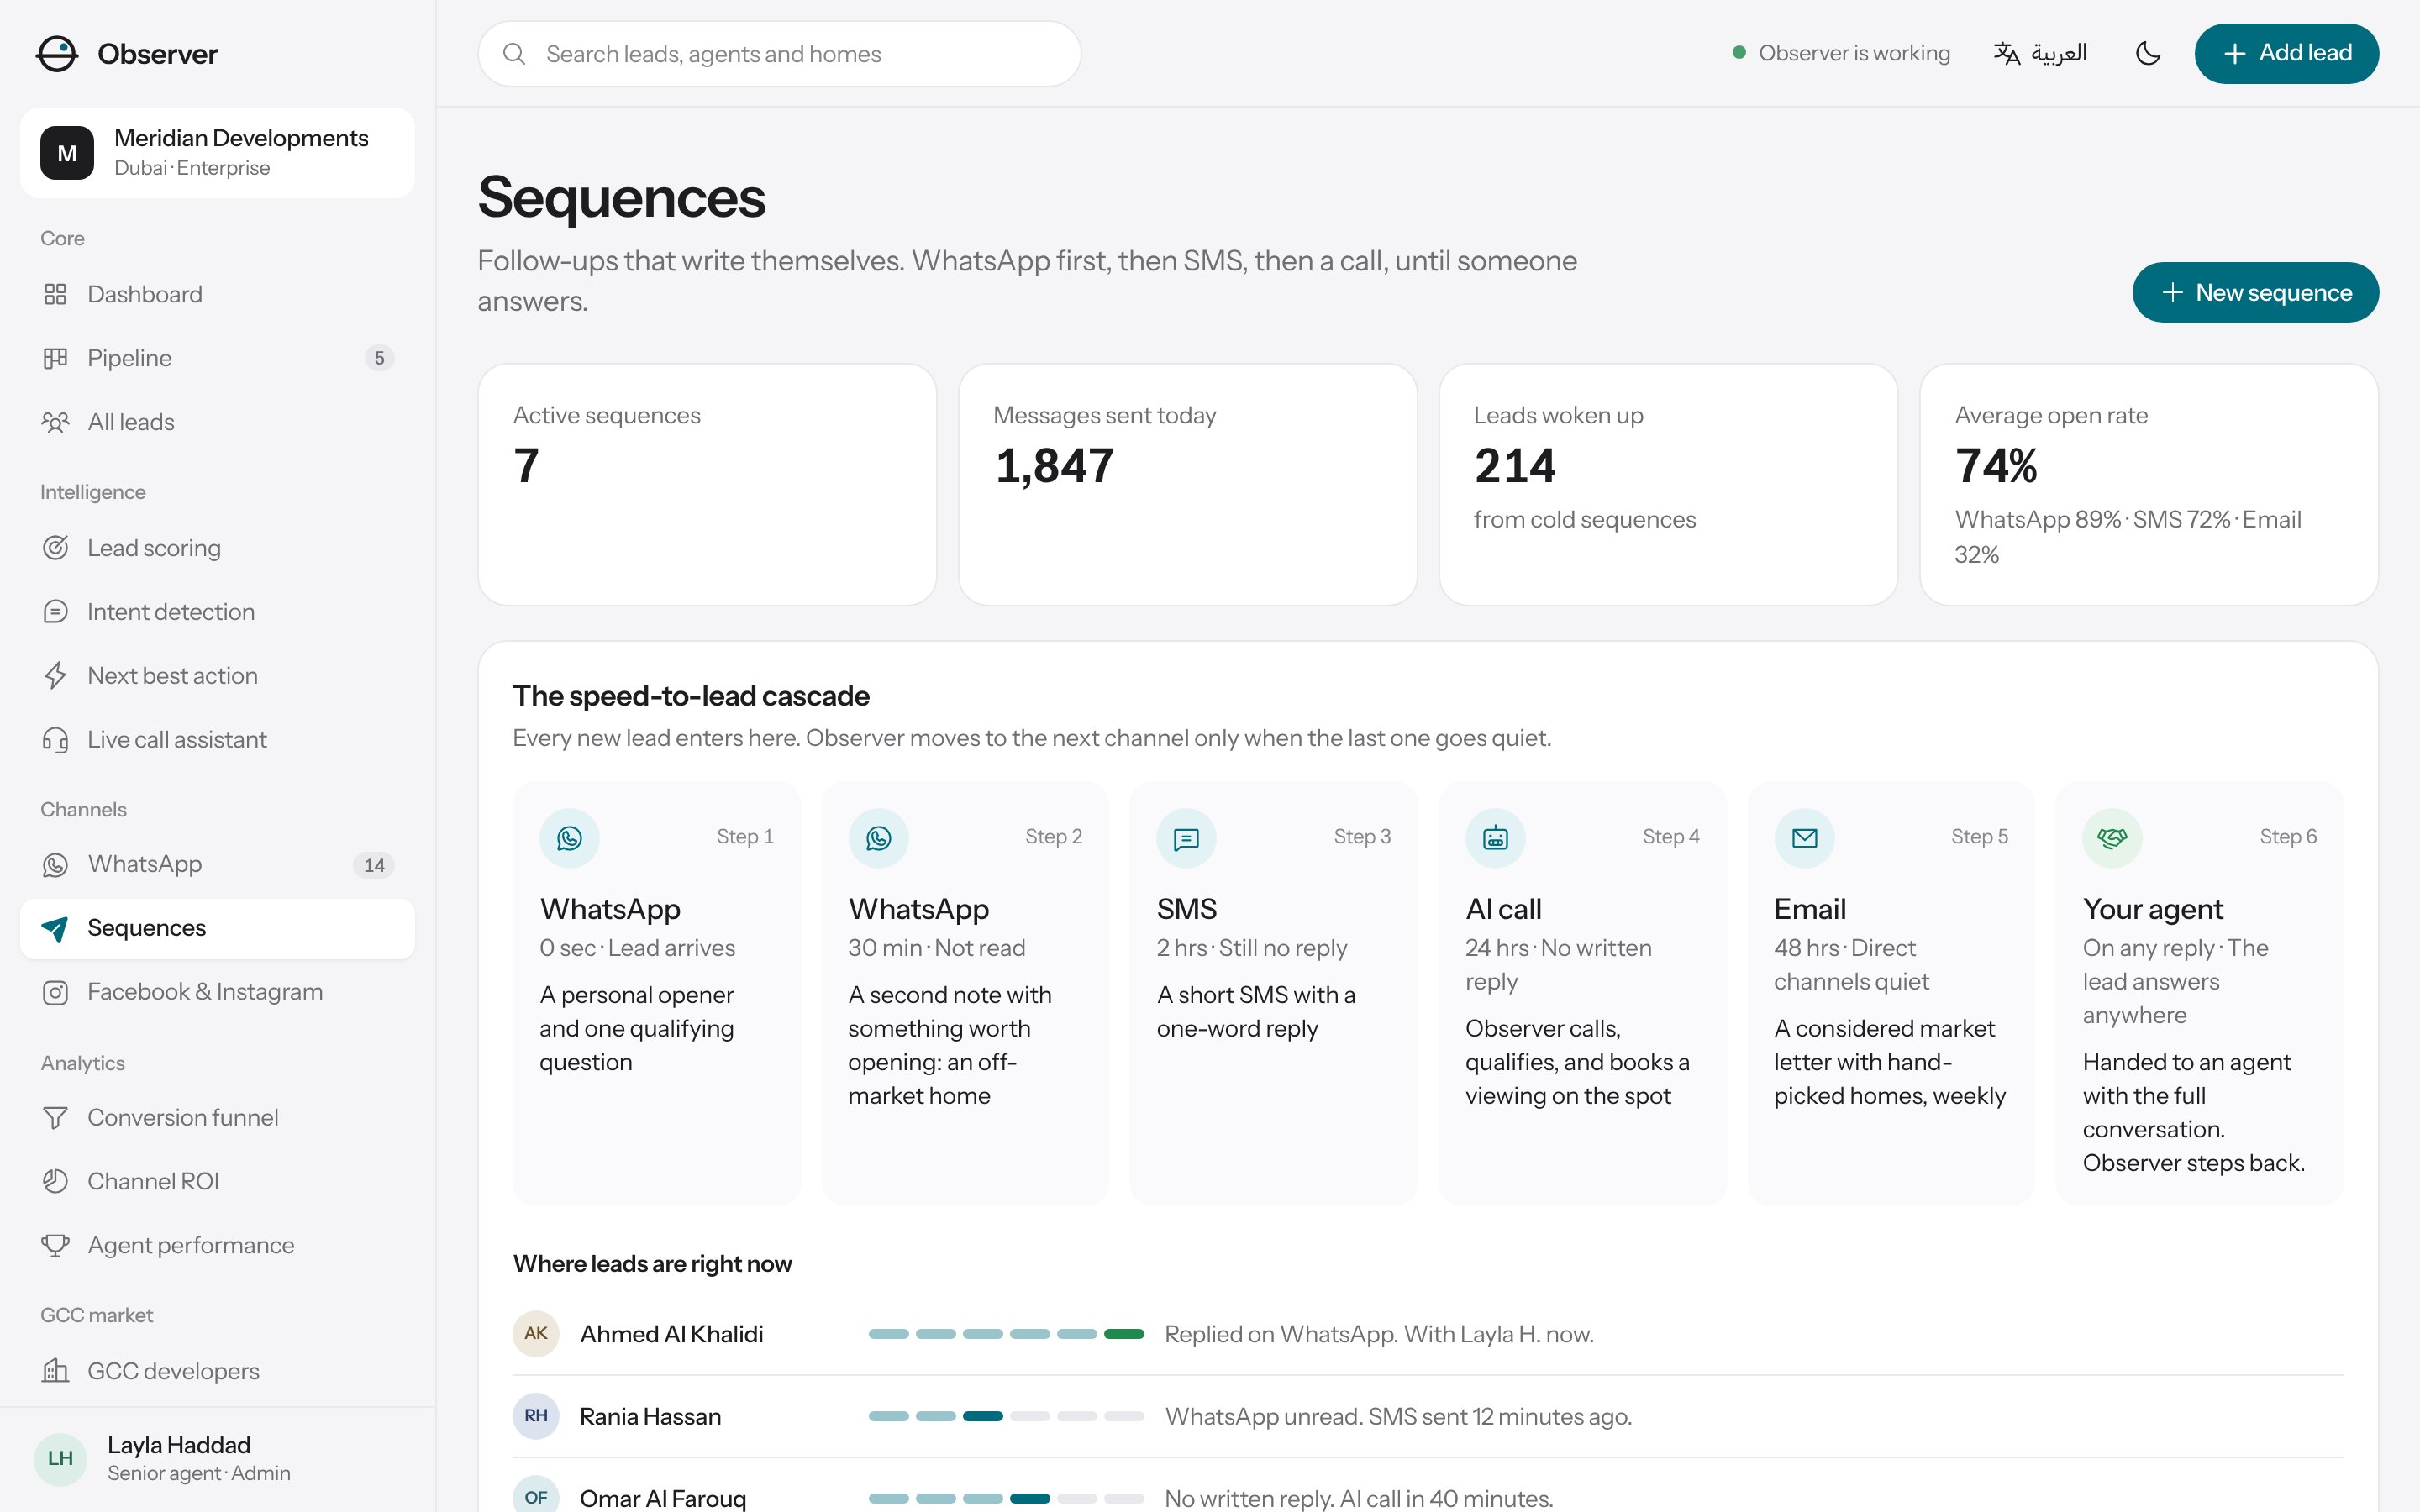 Observer
Meridian Developments
Dubai · Enterprise
Core
Dashboard
Pipeline 5
All leads
Intelligence
Lead scoring
Intent detection
Next best action
Live call assistant
Channels
WhatsApp 14
Sequences
Facebook & Instagram
Analytics
Conversion funnel
Channel ROI
Agent performance
GCC market
GCC developers
LH
Layla Haddad
Senior agent · Admin
M
Search leads, agents and homes
Observer is working
العربية
Add lead
Sequences
Follow-ups that write themselves. WhatsApp first, then SMS, then a call, until someone
answers.
New sequence
Active sequences
7
Messages sent today
1,847
Leads woken up
214
from cold sequences
Average open rate
74%
WhatsApp 89% · SMS 72% · Email
32%
The speed-to-lead cascade
Every new lead enters here. Observer moves to the next channel only when the last one goes quiet.
Step 1
WhatsApp
0 sec · Lead arrives
A personal opener
and one qualifying
question
Step 2
WhatsApp
30 min · Not read
A second note with
something worth
opening: an off-
market home
Step 3
SMS
2 hrs · Still no reply
A short SMS with a
one-word reply
Step 4
AI call
24 hrs · No written
reply
Observer calls,
qualifies, and books a
viewing on the spot
Step 5
Email
48 hrs · Direct
channels quiet
A considered market
letter with hand-
picked homes, weekly
Step 6
Your agent
On any reply · The
lead answers
anywhere
Handed to an agent
with the full
conversation.
Observer steps back.
Where leads are right now
AK Ahmed Al Khalidi Replied on WhatsApp. With Layla H. now.
RH Rania Hassan WhatsApp unread. SMS sent 12 minutes ago.
OF Omar Al Farouq No written reply. AI call in 40 minutes.